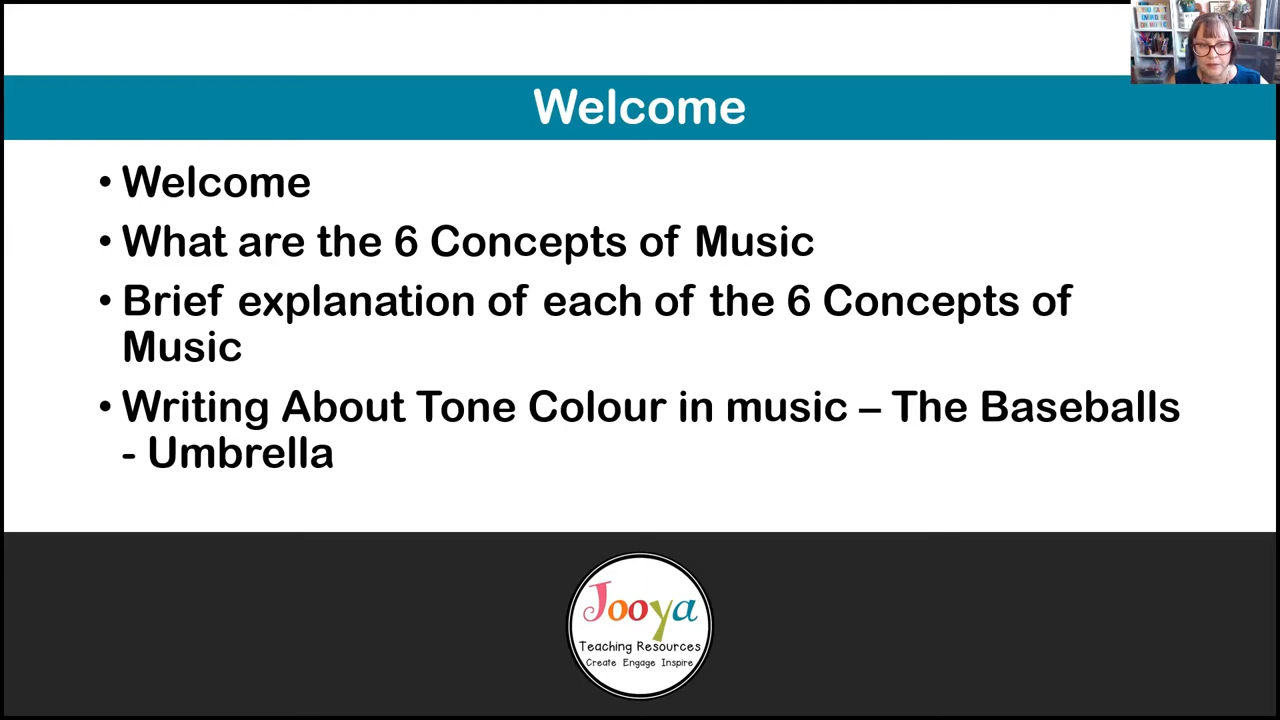 Welcome
• Welcome
• What are the 6 Concepts of Music
• Brief explanation of each of the 6 Concepts of
Music
• Writing About Tone Colour in music – The Baseballs
- Umbrella
Jooya
Teaching Resources
Create Engage Inspire